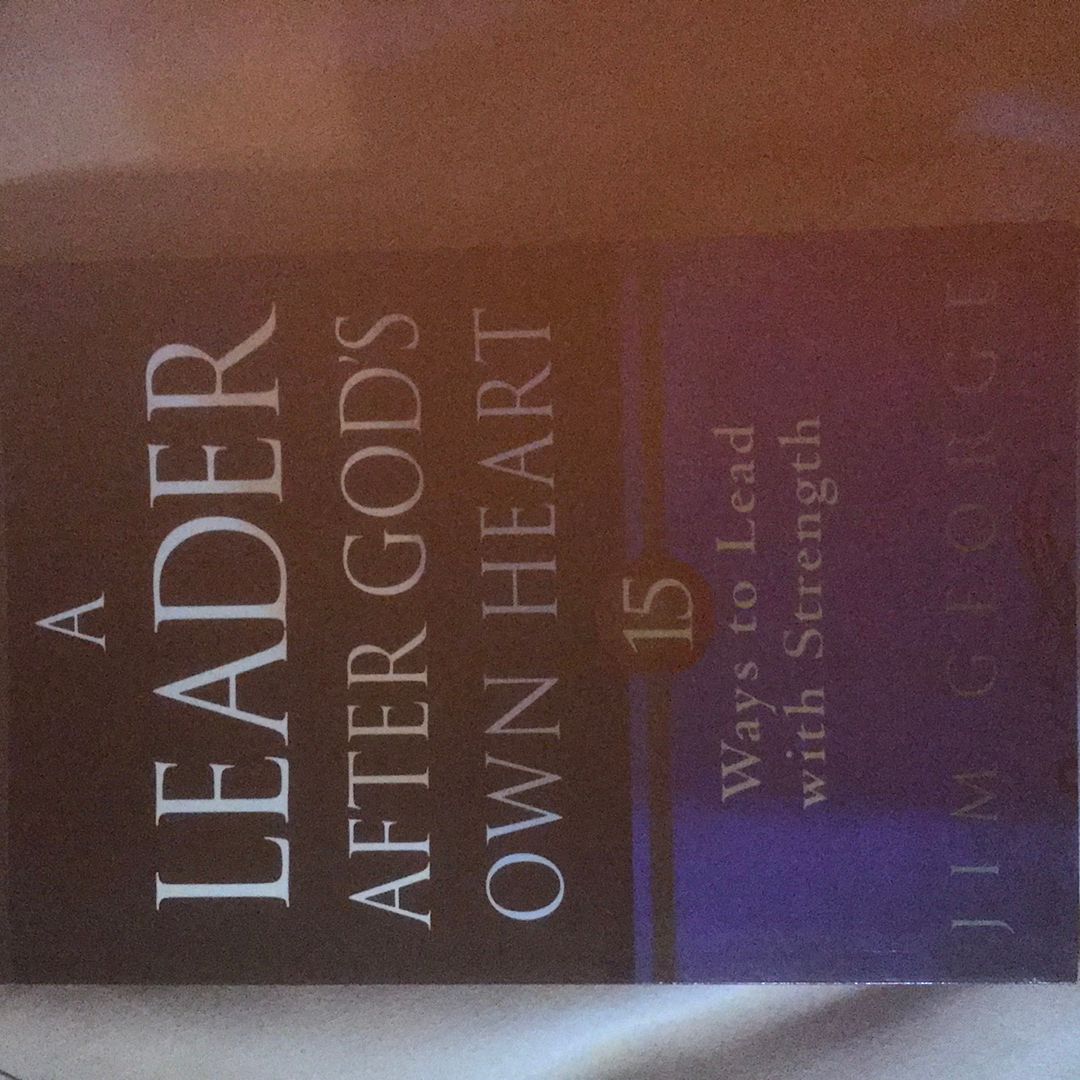 A
LEADER
AFTER GOD'S
OWN HEART
15
Ways to Lead
with Strength
JIM GEORGE